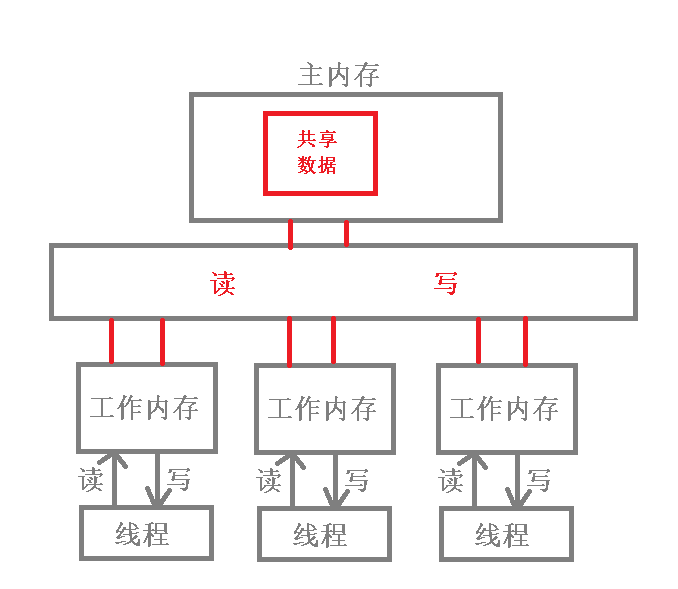 主内存
共享
数据
读 写
工作内存 工作内存 工作内存
读 写 读 写 读 写
线程 线程 线程